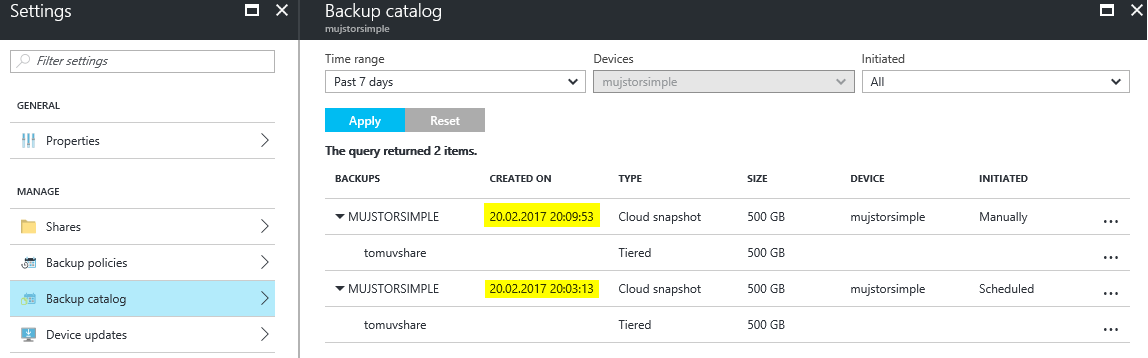 Settings
Filter settings
GENERAL
Properties
MANAGE
Shares
Backup policies
Backup catalog
Device updates
Backup catalog
mujstorsimple
Time range Devices Initiated
Past 7 days mujstorsimple All
Apply Reset
The query returned 2 items.
BACKUPS CREATED ON TYPE SIZE DEVICE INITIATED
MUJSTORSIMPLE 20.02.2017 20:09:53 Cloud snapshot 500 GB mujstorsimple Manually ...
tomuvshare Tiered 500 GB ...
MUJSTORSIMPLE 20.02.2017 20:03:13 Cloud snapshot 500 GB mujstorsimple Scheduled ...
tomuvshare Tiered 500 GB ...